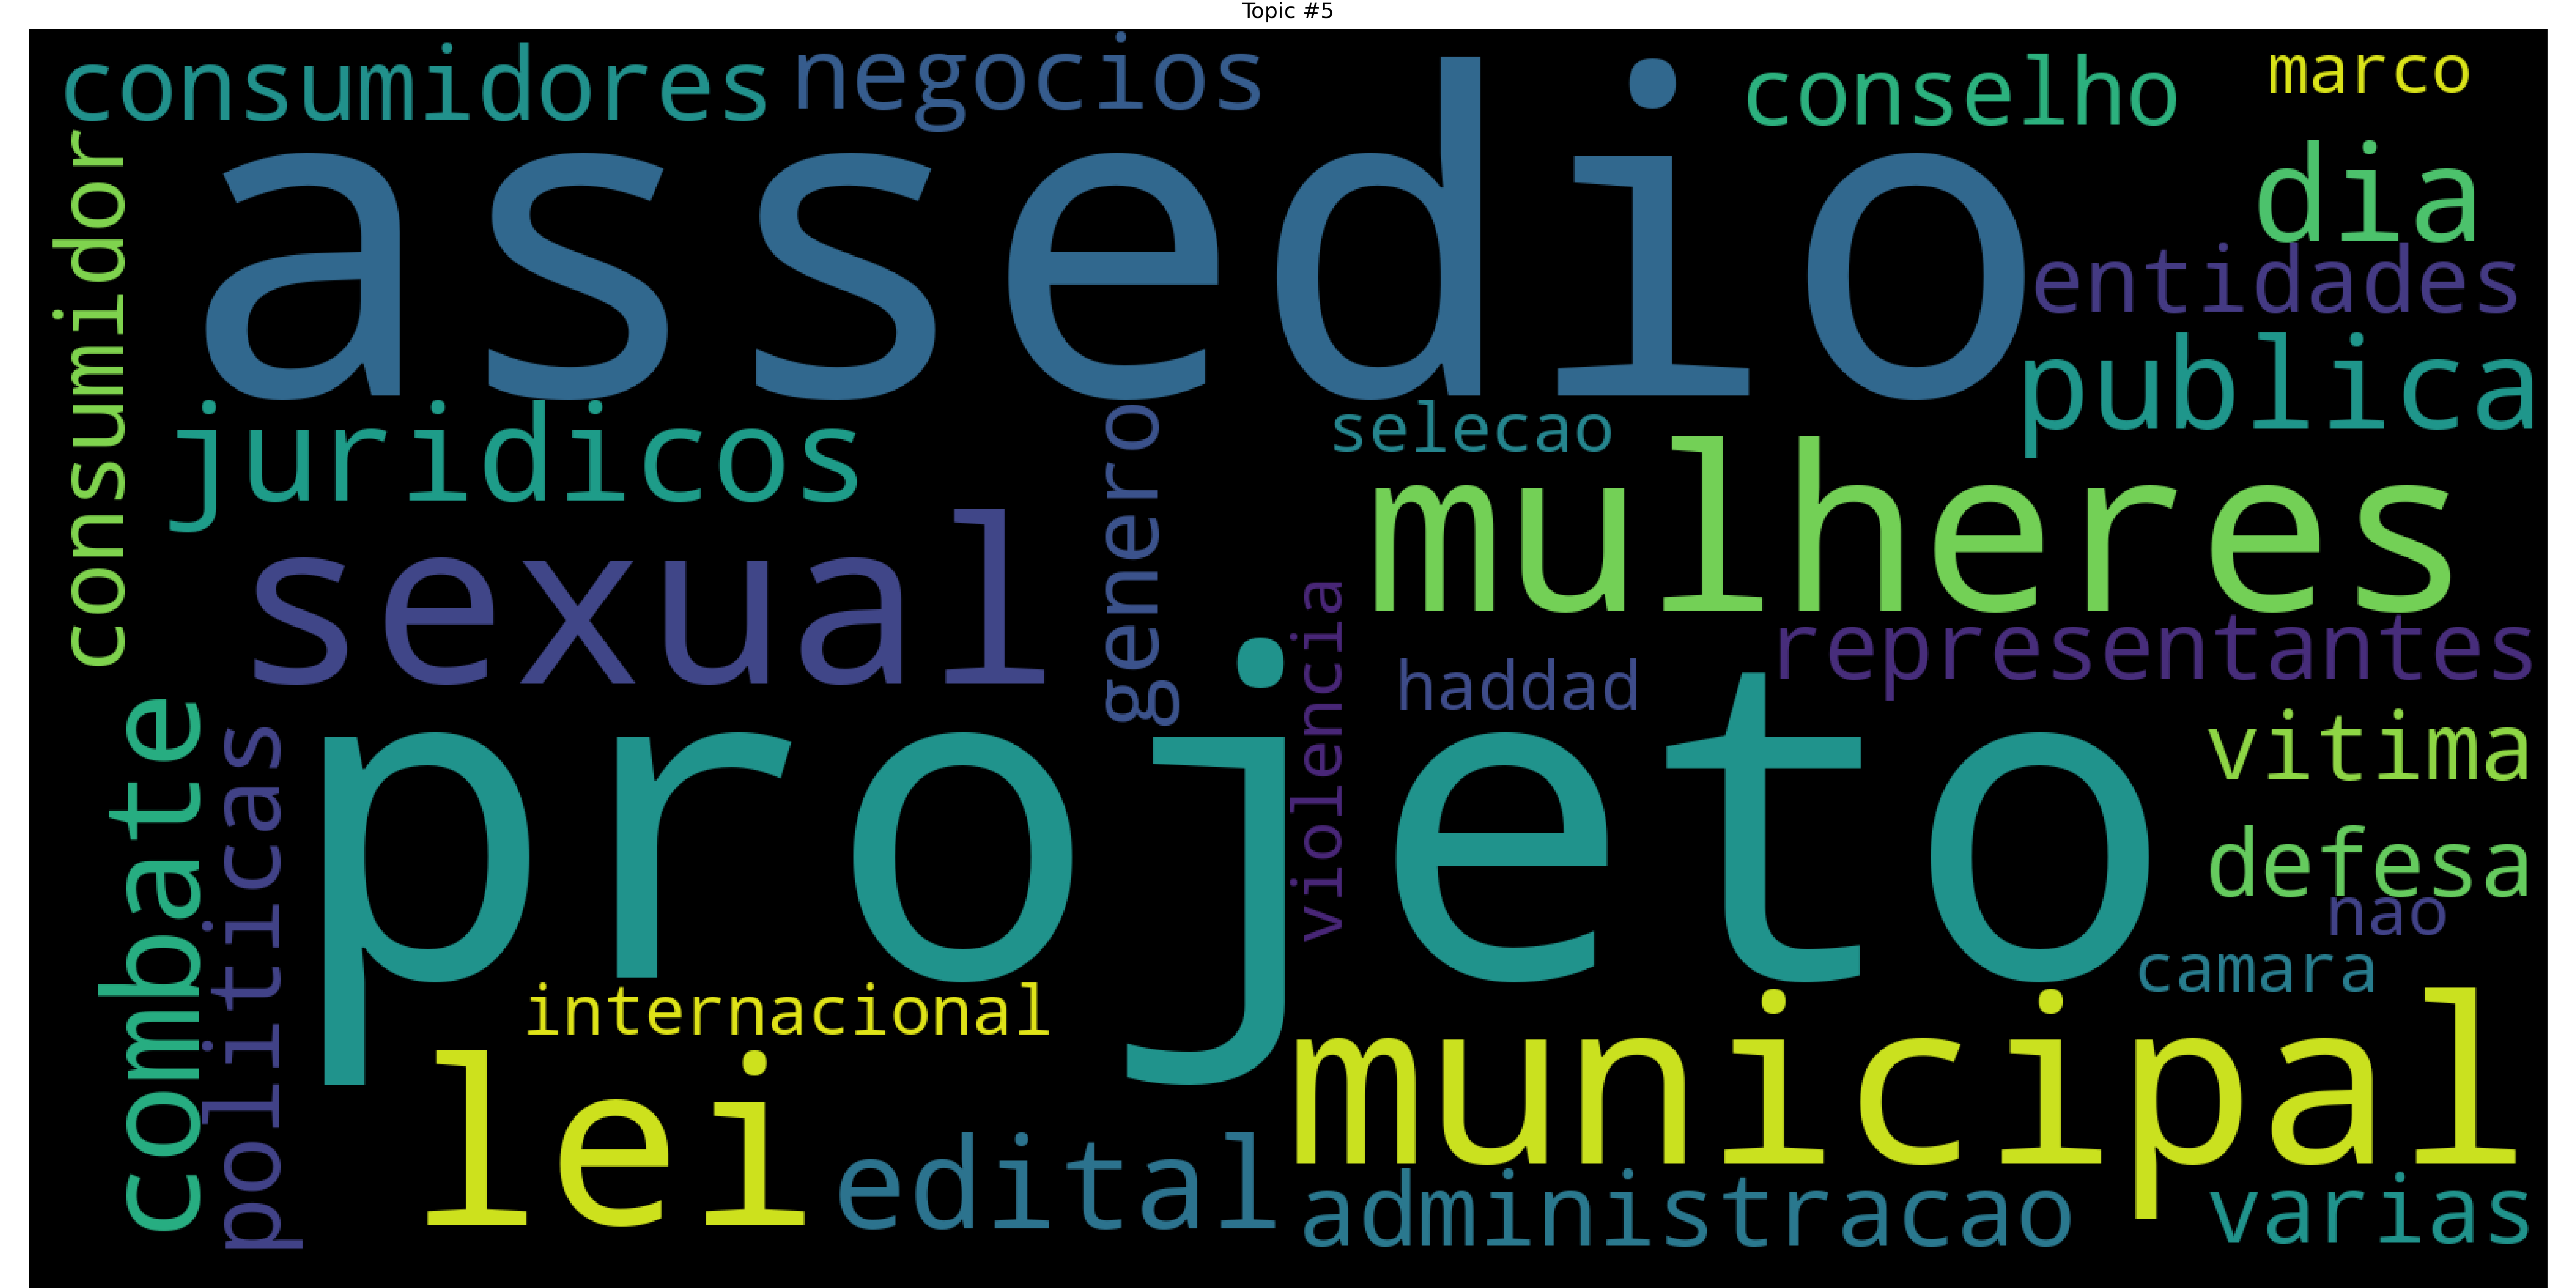 Topic #5
consumidores
negocios
conselho
marco
assedio
dia
consumidor
entidades
publica
juridicos
selecao
genero
mulheres
sexual
representantes
violencia
haddad
projeto
vitima
combate
politicas
defesa
nao
camara
internacional
municipal
lei
edital
administracao
varias